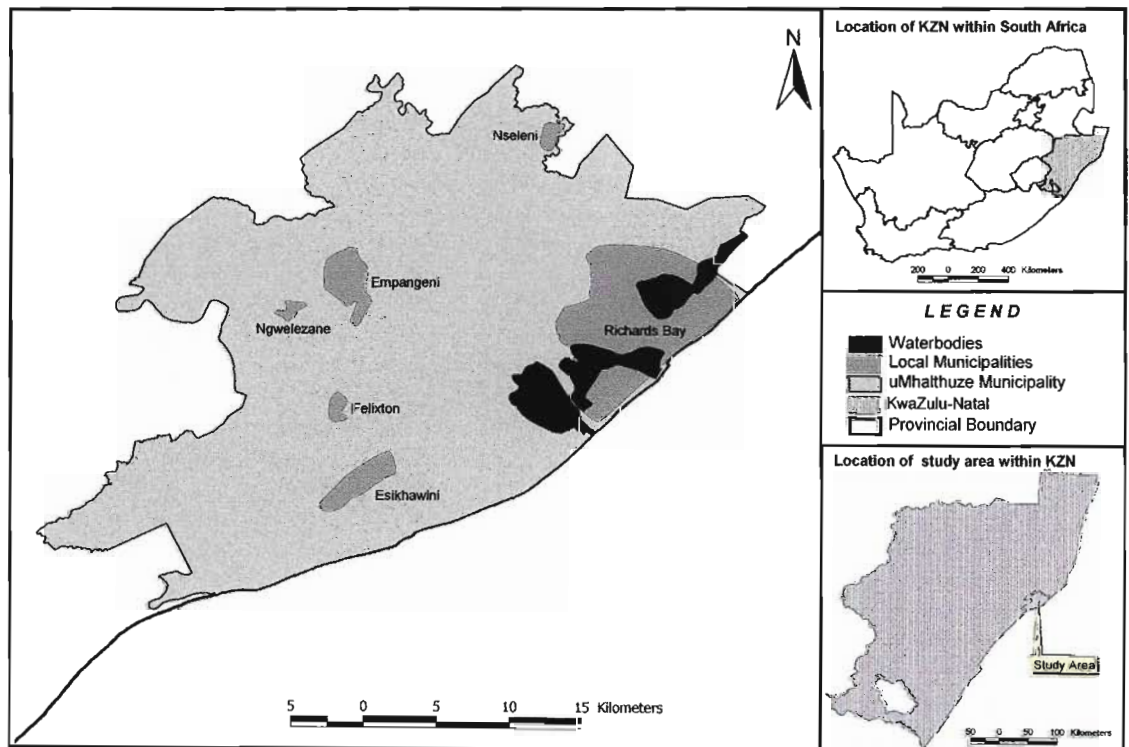 N
Nseleni
Empangeni
Ngwelezane
Richards Bay
Felixton
Esikhawini
5 0 5 10 15 Kilometers
Location of KZN within South Africa
200 0 200 400 Kilometers
LEGEND
Waterbodies
Local Municipalities
uMhalthuze Municipality
KwaZulu-Natal
Provincial Boundary
Location of study area within KZN
Study Area
50 0 50 100 Kilometers